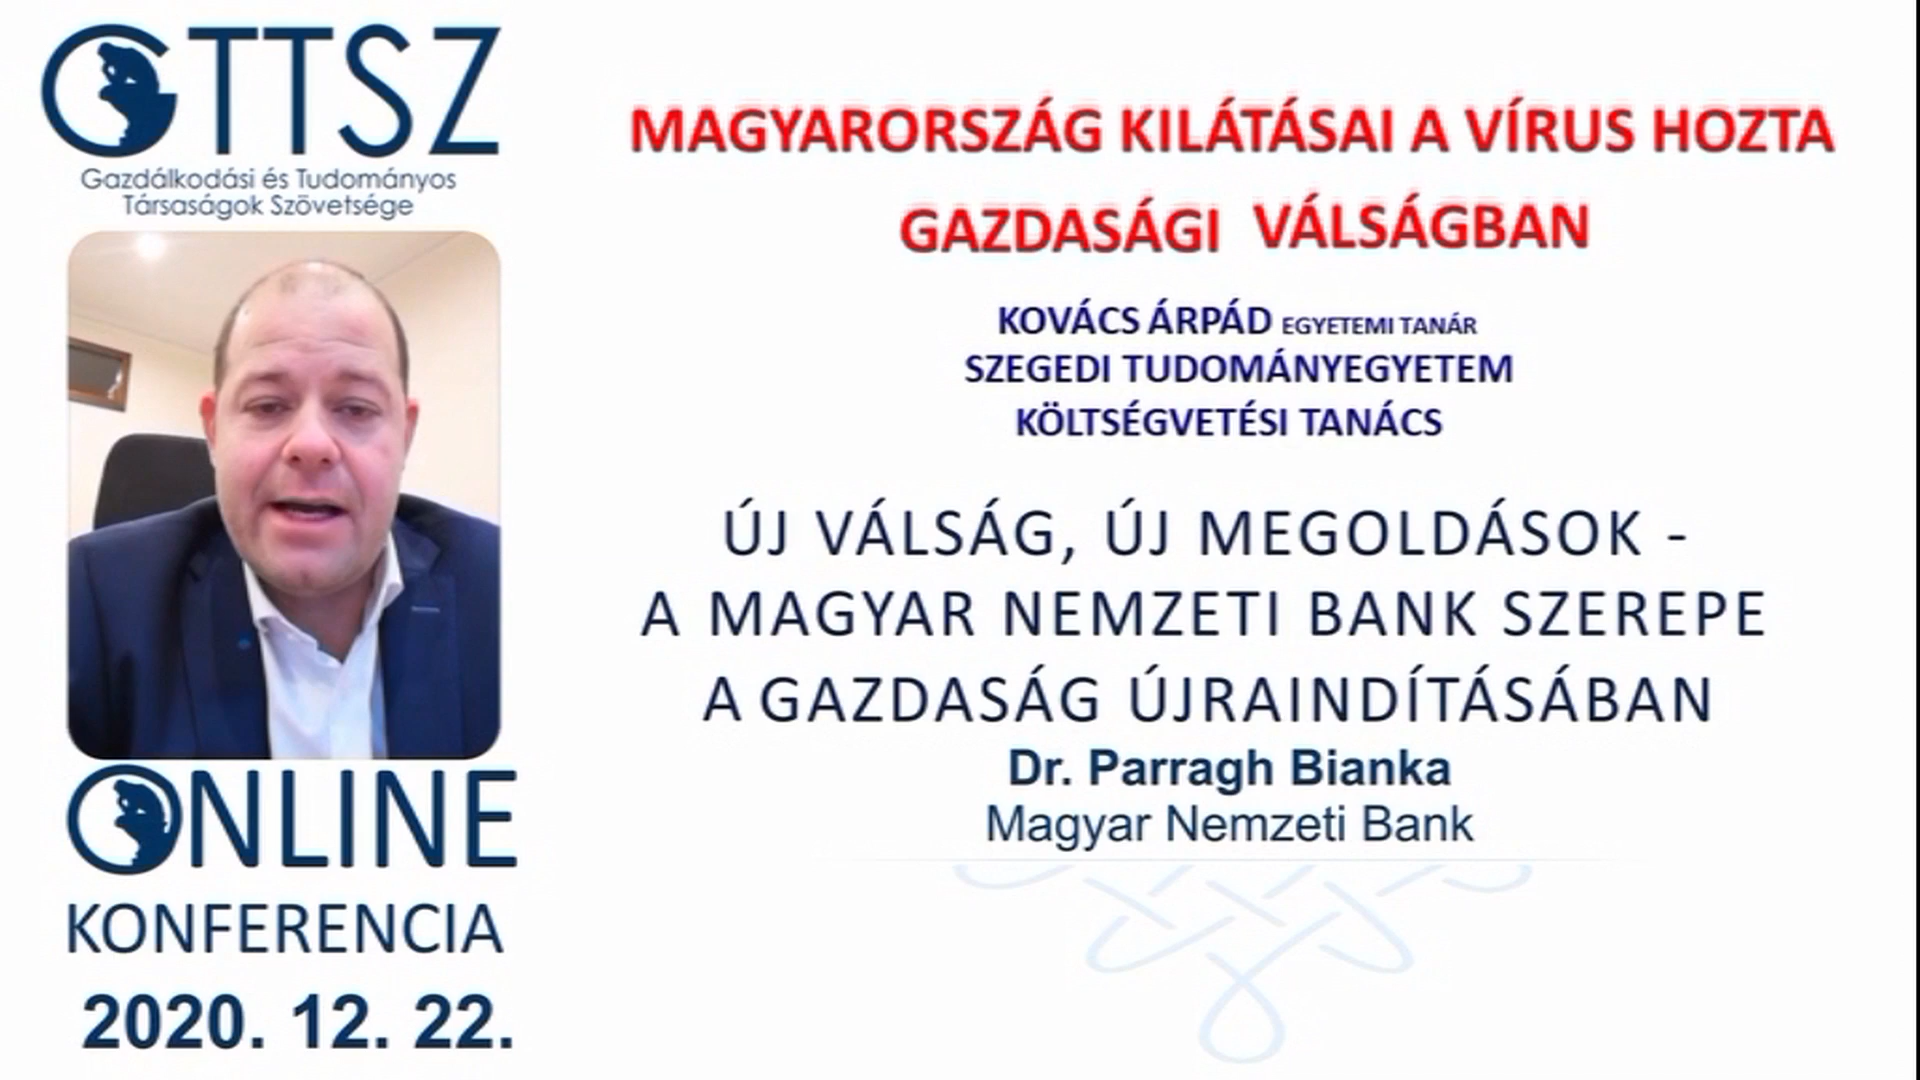 GTTSZ
Gazdálkodási és Tudományos
Társaságok Szövetsége
ONLINE
KONFERENCIA
2020. 12. 22.
MAGYARORSZÁG KILÁTÁSAI A VÍRUS HOZTA
GAZDASÁGI VÁLSÁGBAN
KOVÁCS ÁRPÁD EGYETEMI TANÁR
SZEGEDI TUDOMÁNYEGYETEM
KÖLTSÉGVETÉSI TANÁCS
ÚJ VÁLSÁG, ÚJ MEGOLDÁSOK -
A MAGYAR NEMZETI BANK SZEREPE
A GAZDASÁG ÚJRAINDÍTÁSÁBAN
Dr. Parragh Bianka
Magyar Nemzeti Bank